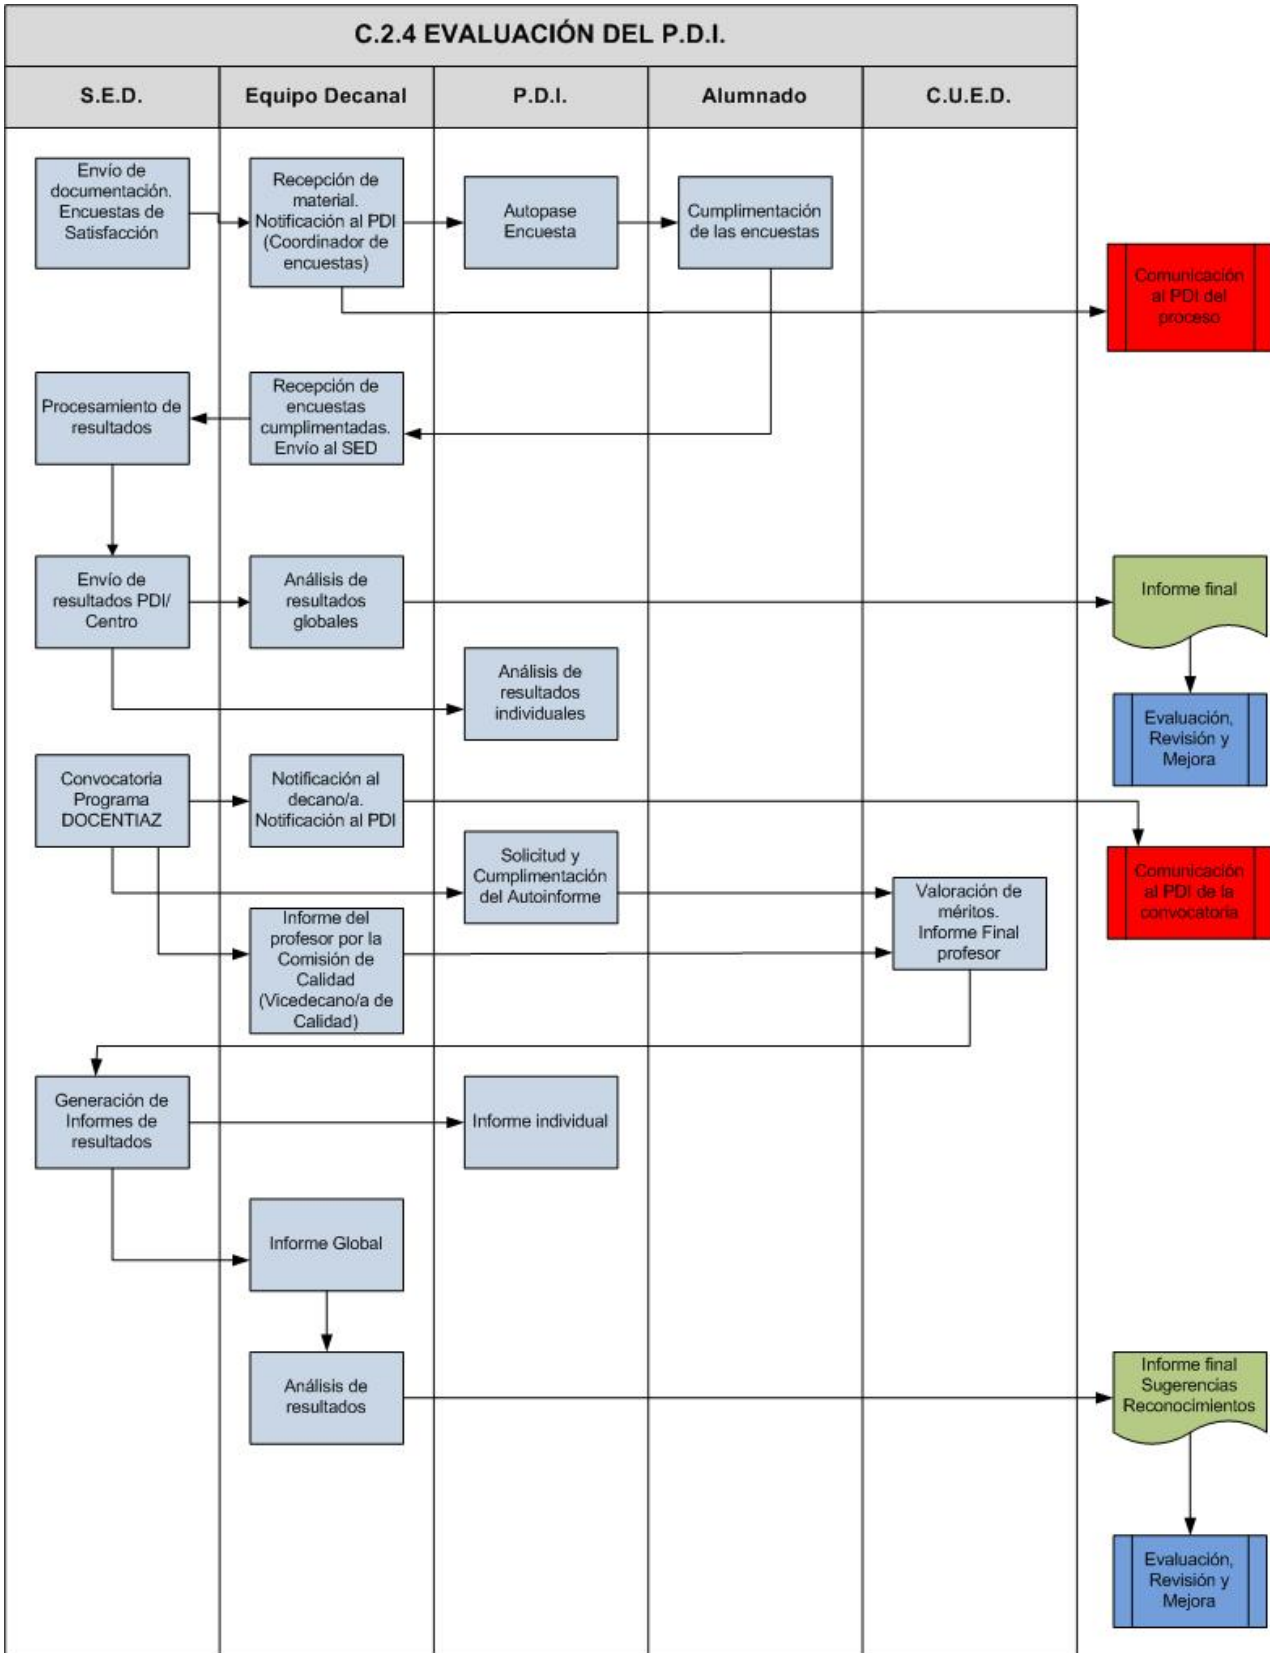 C.2.4 EVALUACIÓN DEL P.D.I.
S.E.D.
Equipo Decanal
P.D.I.
Alumnado
C.U.E.D.
Envío de
documentación.
Encuestas de
Satisfacción
Recepción de
material.
Notificación al PDI
(Coordinador de
encuestas)
Autopase
Encuesta
Cumplimentación
de las encuestas
Comunicación
al PDI del
proceso
Procesamiento de
resultados
Recepción de
encuestas
cumplimentadas.
Envío al SED
Envío de
resultados PDI/
Centro
Análisis de
resultados
globales
Informe final
Análisis de
resultados
individuales
Evaluación,
Revisión y
Mejora
Convocatoria
Programa
DOCENTIAZ
Notificación al
decano/a.
Notificación al PDI
Solicitud y
Cumplimentación
del Autoinforme
Comunicación
al PDI de la
convocatoria
Valoración de
méritos.
Informe Final
profesor
Informe del
profesor por la
Comisión de
Calidad
(Vicedecano/a de
Calidad)
Generación de
Informes de
resultados
Informe individual
Informe Global
Análisis de
resultados
Informe final
Sugerencias
Reconocimientos
Evaluación,
Revisión y
Mejora